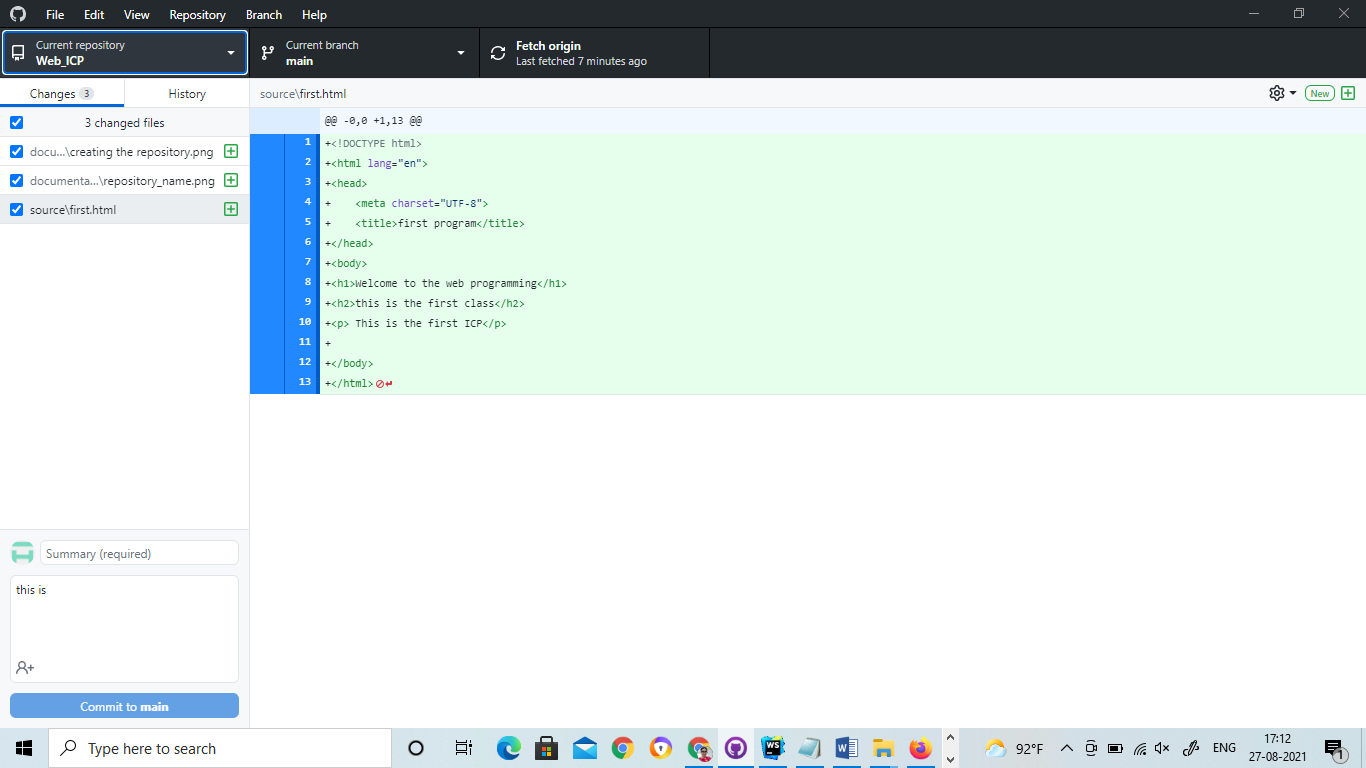 File Edit View Repository Branch Help
Current repository
Web_ICP
Current branch
main
Fetch origin
Last fetched 7 minutes ago
Changes 3
History
source\first.html
New
3 changed files
docu...\creating the repository.png
documenta...\repository_name.png
source\first.html
@@ -0,0 +1,13 @@
1 +<!DOCTYPE html>
2 +<html lang="en">
3 +<head>
4 +    <meta charset="UTF-8">
5 +    <title>first program</title>
6 +</head>
7 +<body>
8 +<h1>Welcome to the web programming</h1>
9 +<h2>this is the first class</h2>
10 +<p> This is the first ICP</p>
11 +
12 +</body>
13 +</html>
Summary (required)
this is
Commit to main
Type here to search
WS
W
92°F
ENG
17:12
27-08-2021
1